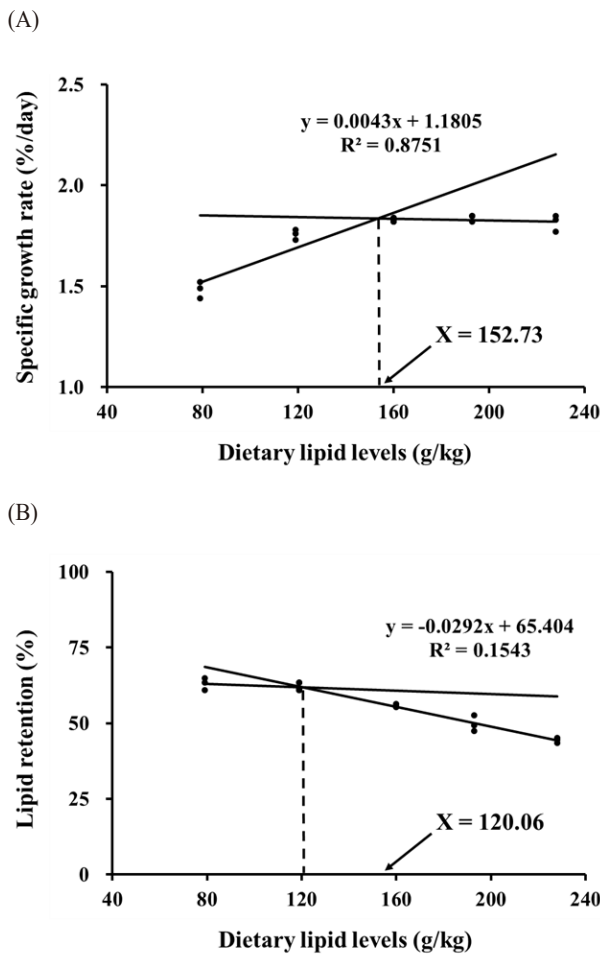 (A)
2.5
2.0
1.5
1.0
Specific growth rate (%/day)
y = 0.0043x + 1.1805
R² = 0.8751
X = 152.73
40 80 120 160 200 240
Dietary lipid levels (g/kg)
(B)
100
75
50
25
0
Lipid retention (%)
y = -0.0292x + 65.404
R² = 0.1543
X = 120.06
40 80 120 160 200 240
Dietary lipid levels (g/kg)